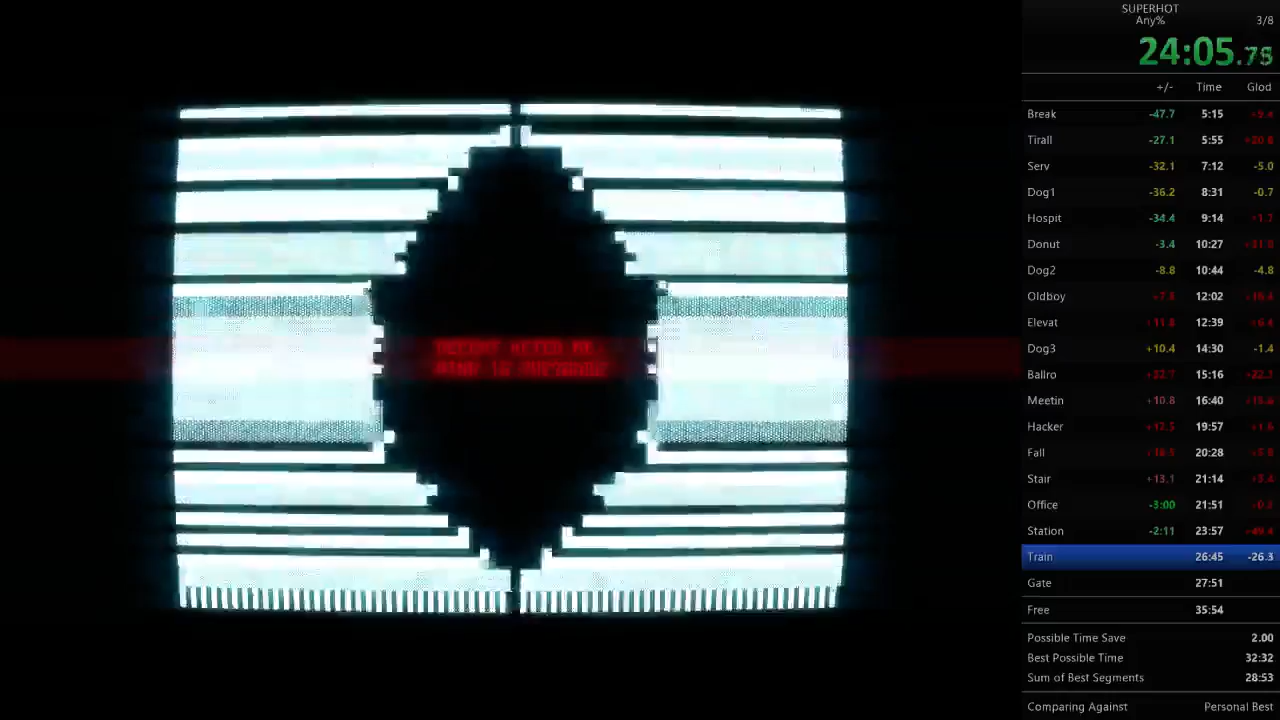 SUPERHOT
Any% 3/8
24:05
+/- Time Glod
Break -47.7 5:15
Tirall -27.1 5:55
Serv -32.1 7:12 -5.0
Dog1 -36.2 8:31 -0.7
Hospit -34.4 9:14
Donut -3.4 10:27
Dog2 -8.8 10:44 -4.8
Oldboy 12:02
Elevat 12:39
Dog3 +10.4 14:30 -1.4
Ballro 15:16
Meetin +10.8 16:40
Hacker 19:57
Fall 20:28
Stair +13.1 21:14
Office -3:00 21:51
Station -2:11 23:57
Train 26:45 -26.3
Gate 27:51
Free 35:54
Possible Time Save 2.00
Best Possible Time 32:32
Sum of Best Segments 28:53
Comparing Against Personal Best